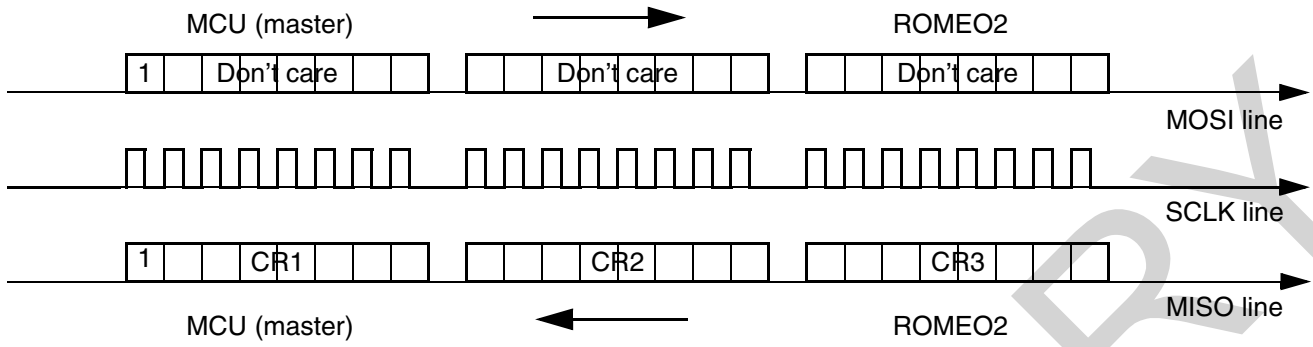 MCU (master) ROMEO2
1 Don't care Don't care Don't care
MOSI line
SCLK line
1 CR1 CR2 CR3
MISO line
MCU (master) ROMEO2
RY